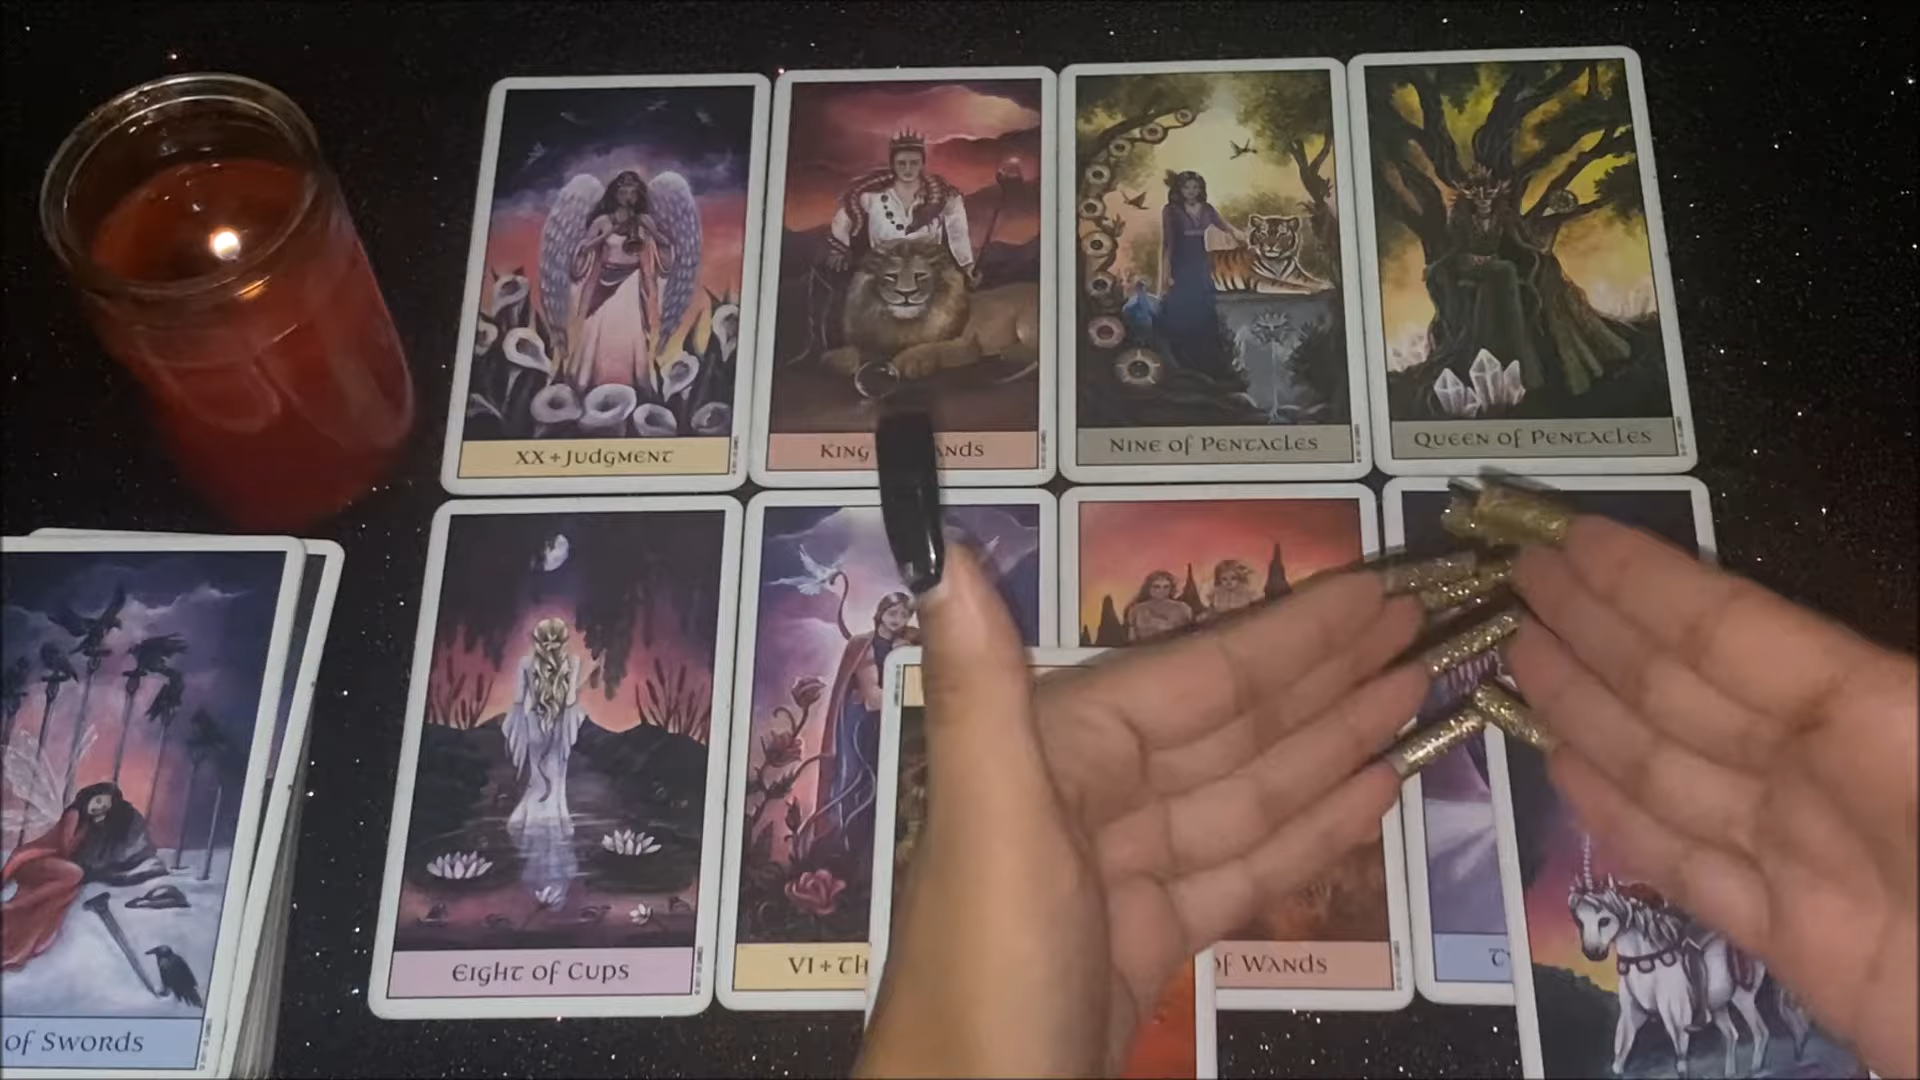 XX + Judgment
King ands
Nine of Pentacles
Queen of Pentacles
Eight of Cups
VI + Th
of Wands
of Swords